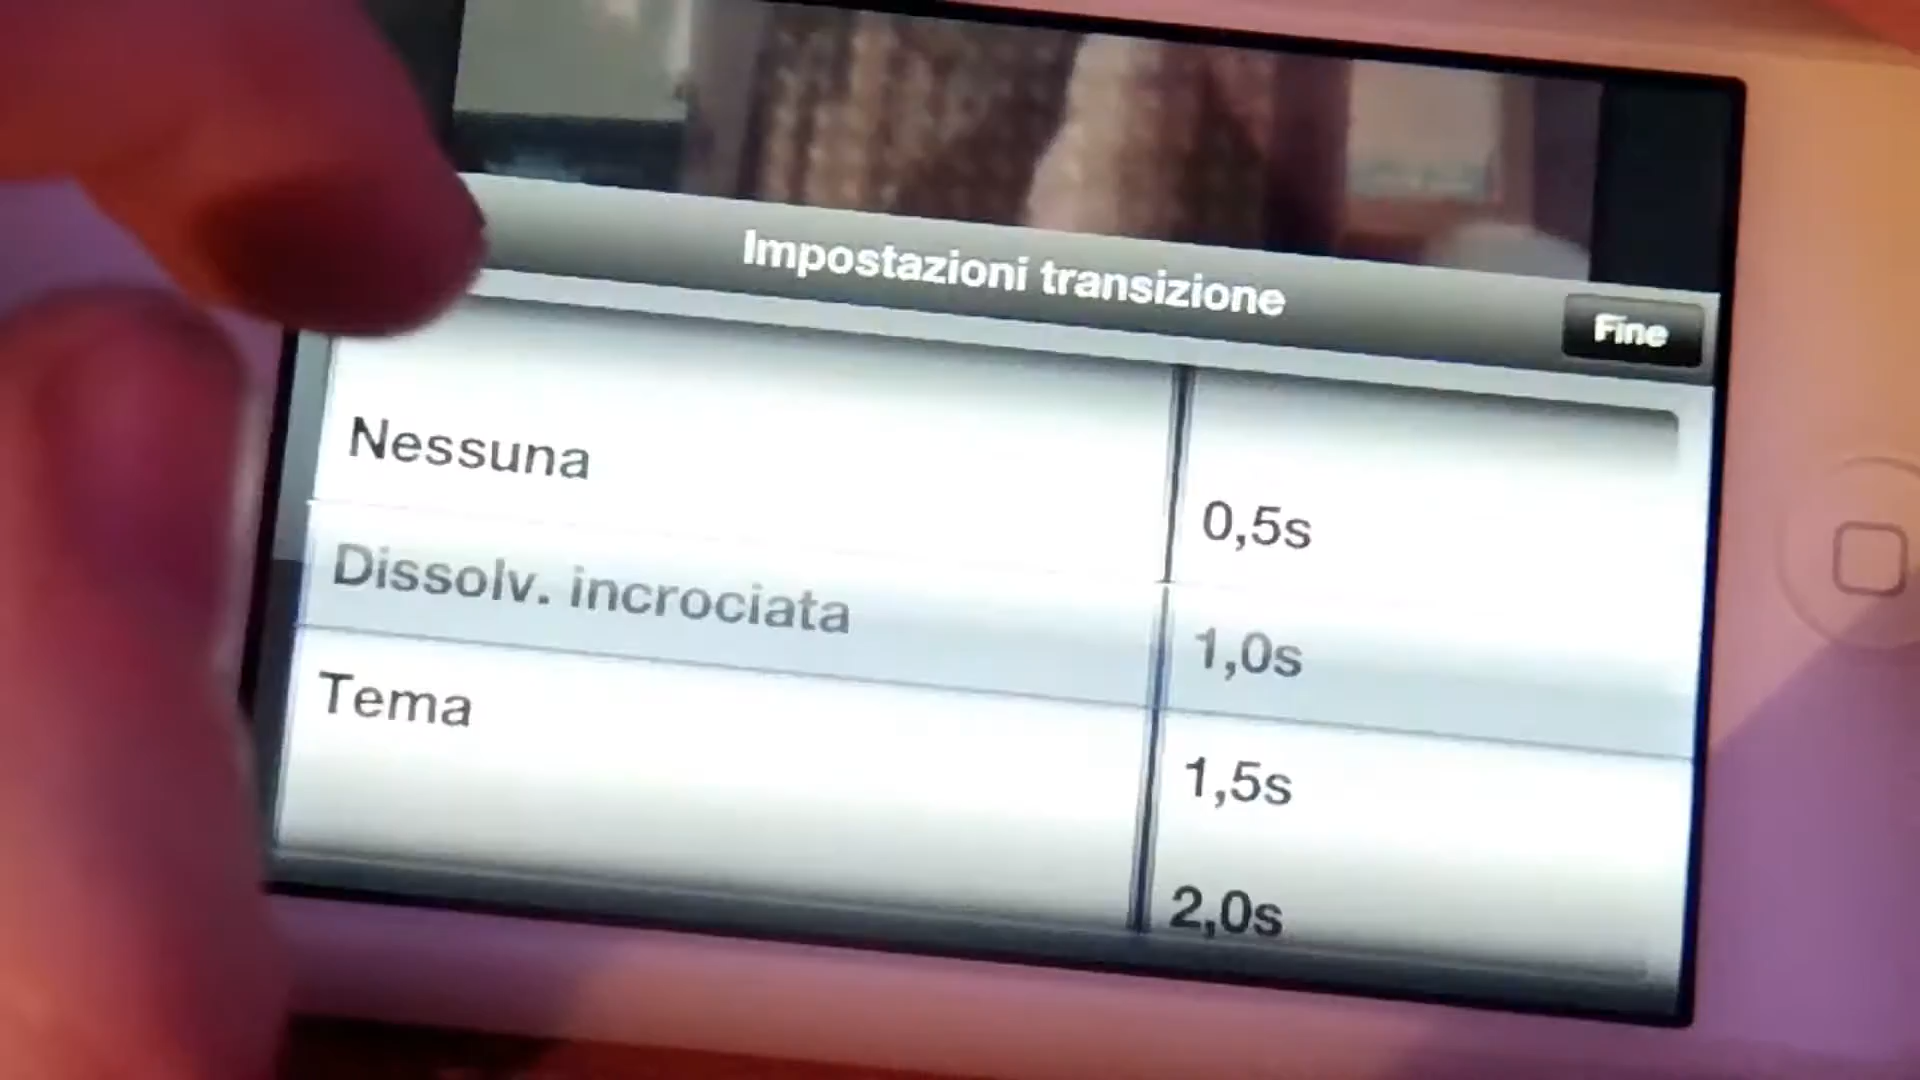 Impostazioni transizione
Fine
Nessuna
Dissolv. incrociata
Tema
0,5s
1,0s
1,5s
2,0s